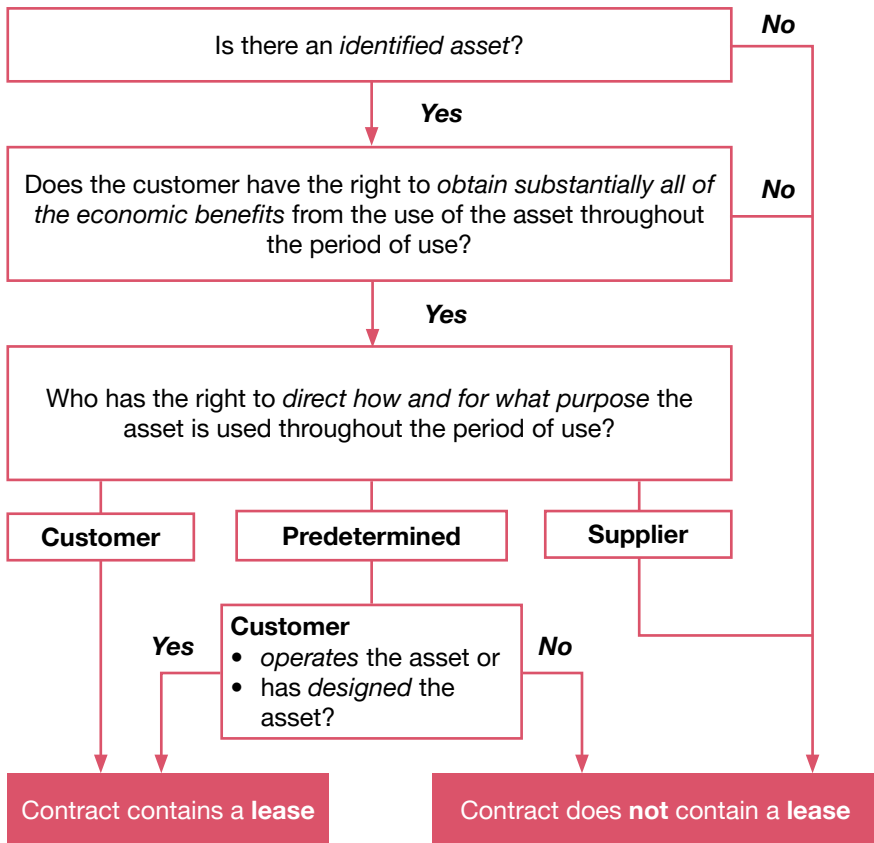 Is there an identified asset?
No
Yes
Does the customer have the right to obtain substantially all of
the economic benefits from the use of the asset throughout
the period of use?
No
Yes
Who has the right to direct how and for what purpose the
asset is used throughout the period of use?
Customer
Predetermined
Supplier
Yes
Customer
• operates the asset or
• has designed the
asset?
No
Contract contains a lease
Contract does not contain a lease